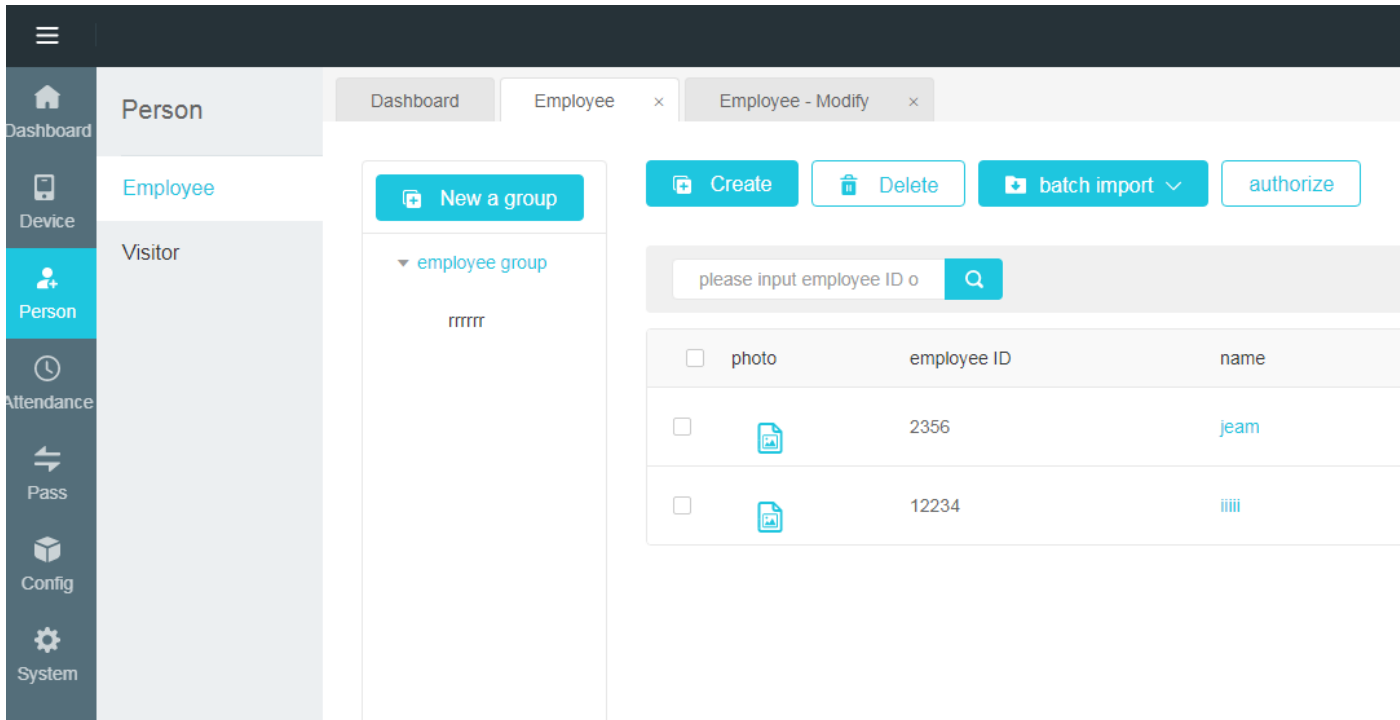 Dashboard
Device
Person
Attendance
Pass
Config
System
Person
Employee
Visitor
Dashboard Employee × Employee - Modify ×
New a group
employee group
rrrrrr
Create Delete batch import authorize
please input employee ID o
photo employee ID name
2356 jeam
12234 iiiii